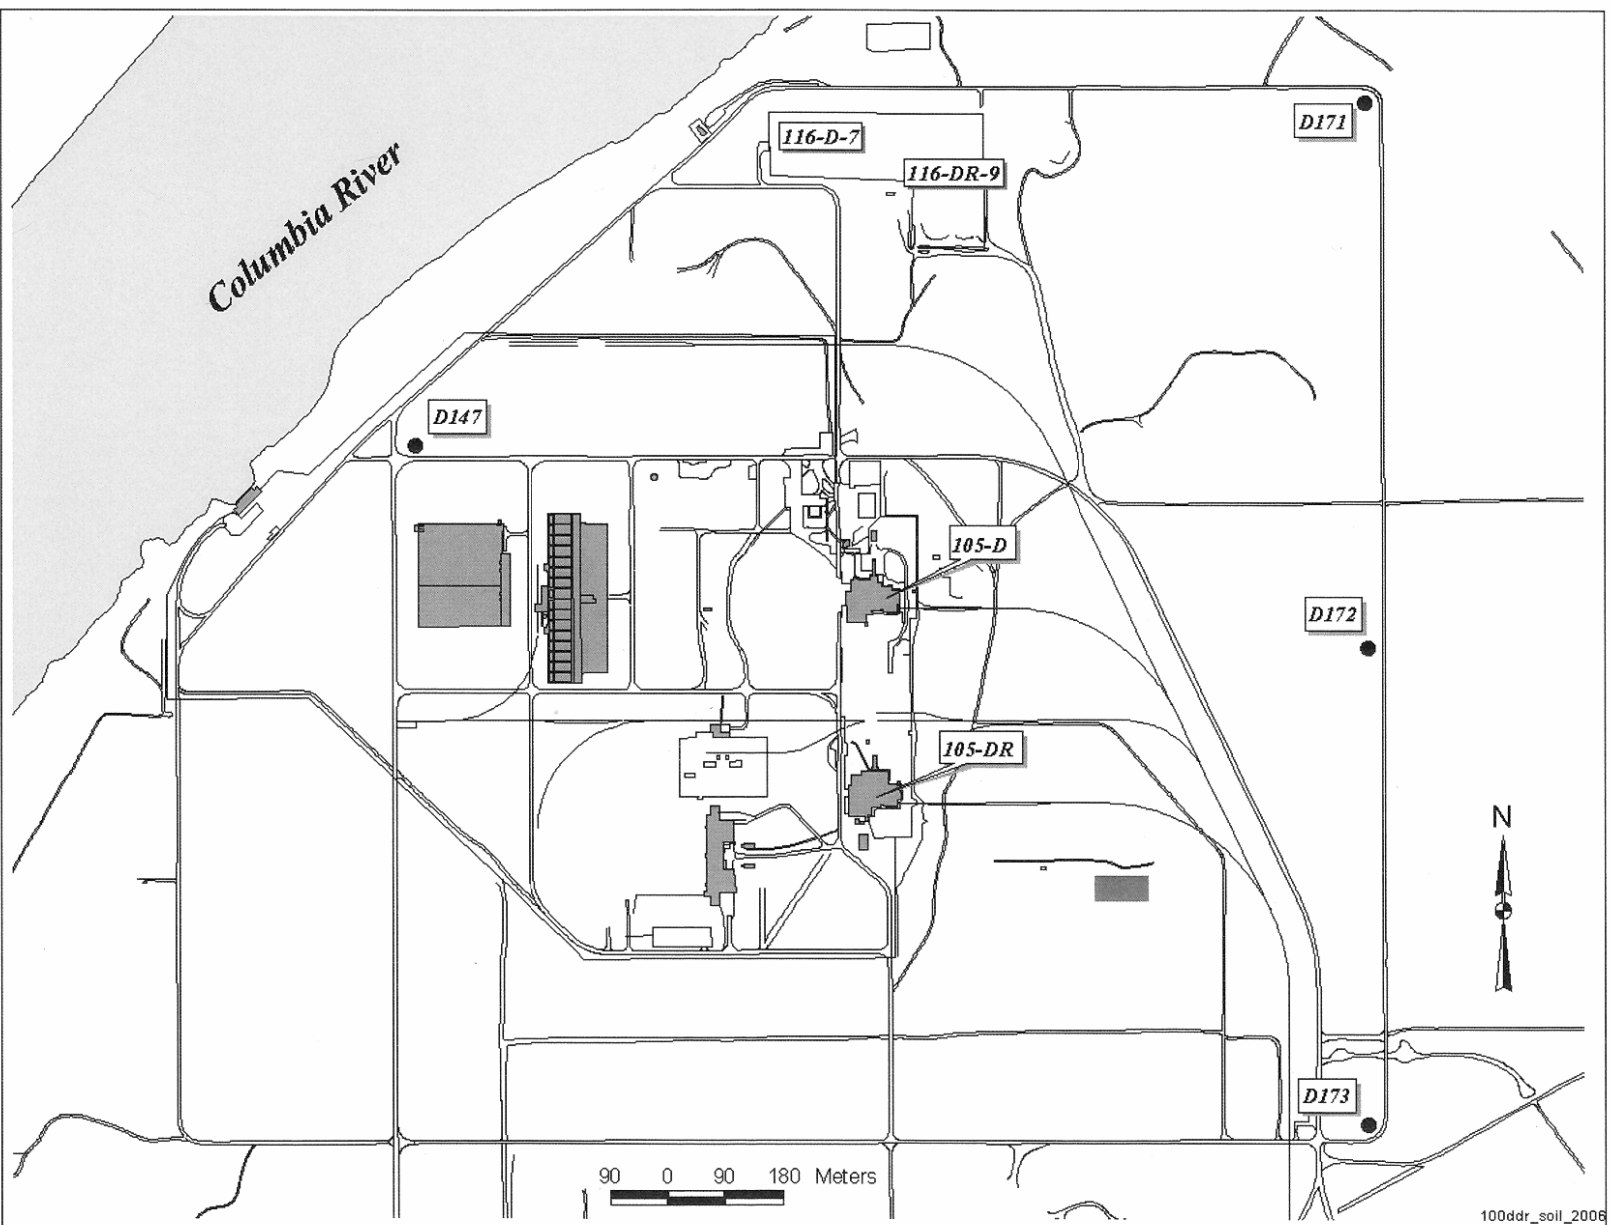 D171
116-D-7
116-DR-9
Columbia River
D147
105-D
D172
105-DR
N
D173
90 0 90 180 Meters
100ddr_soil_2006